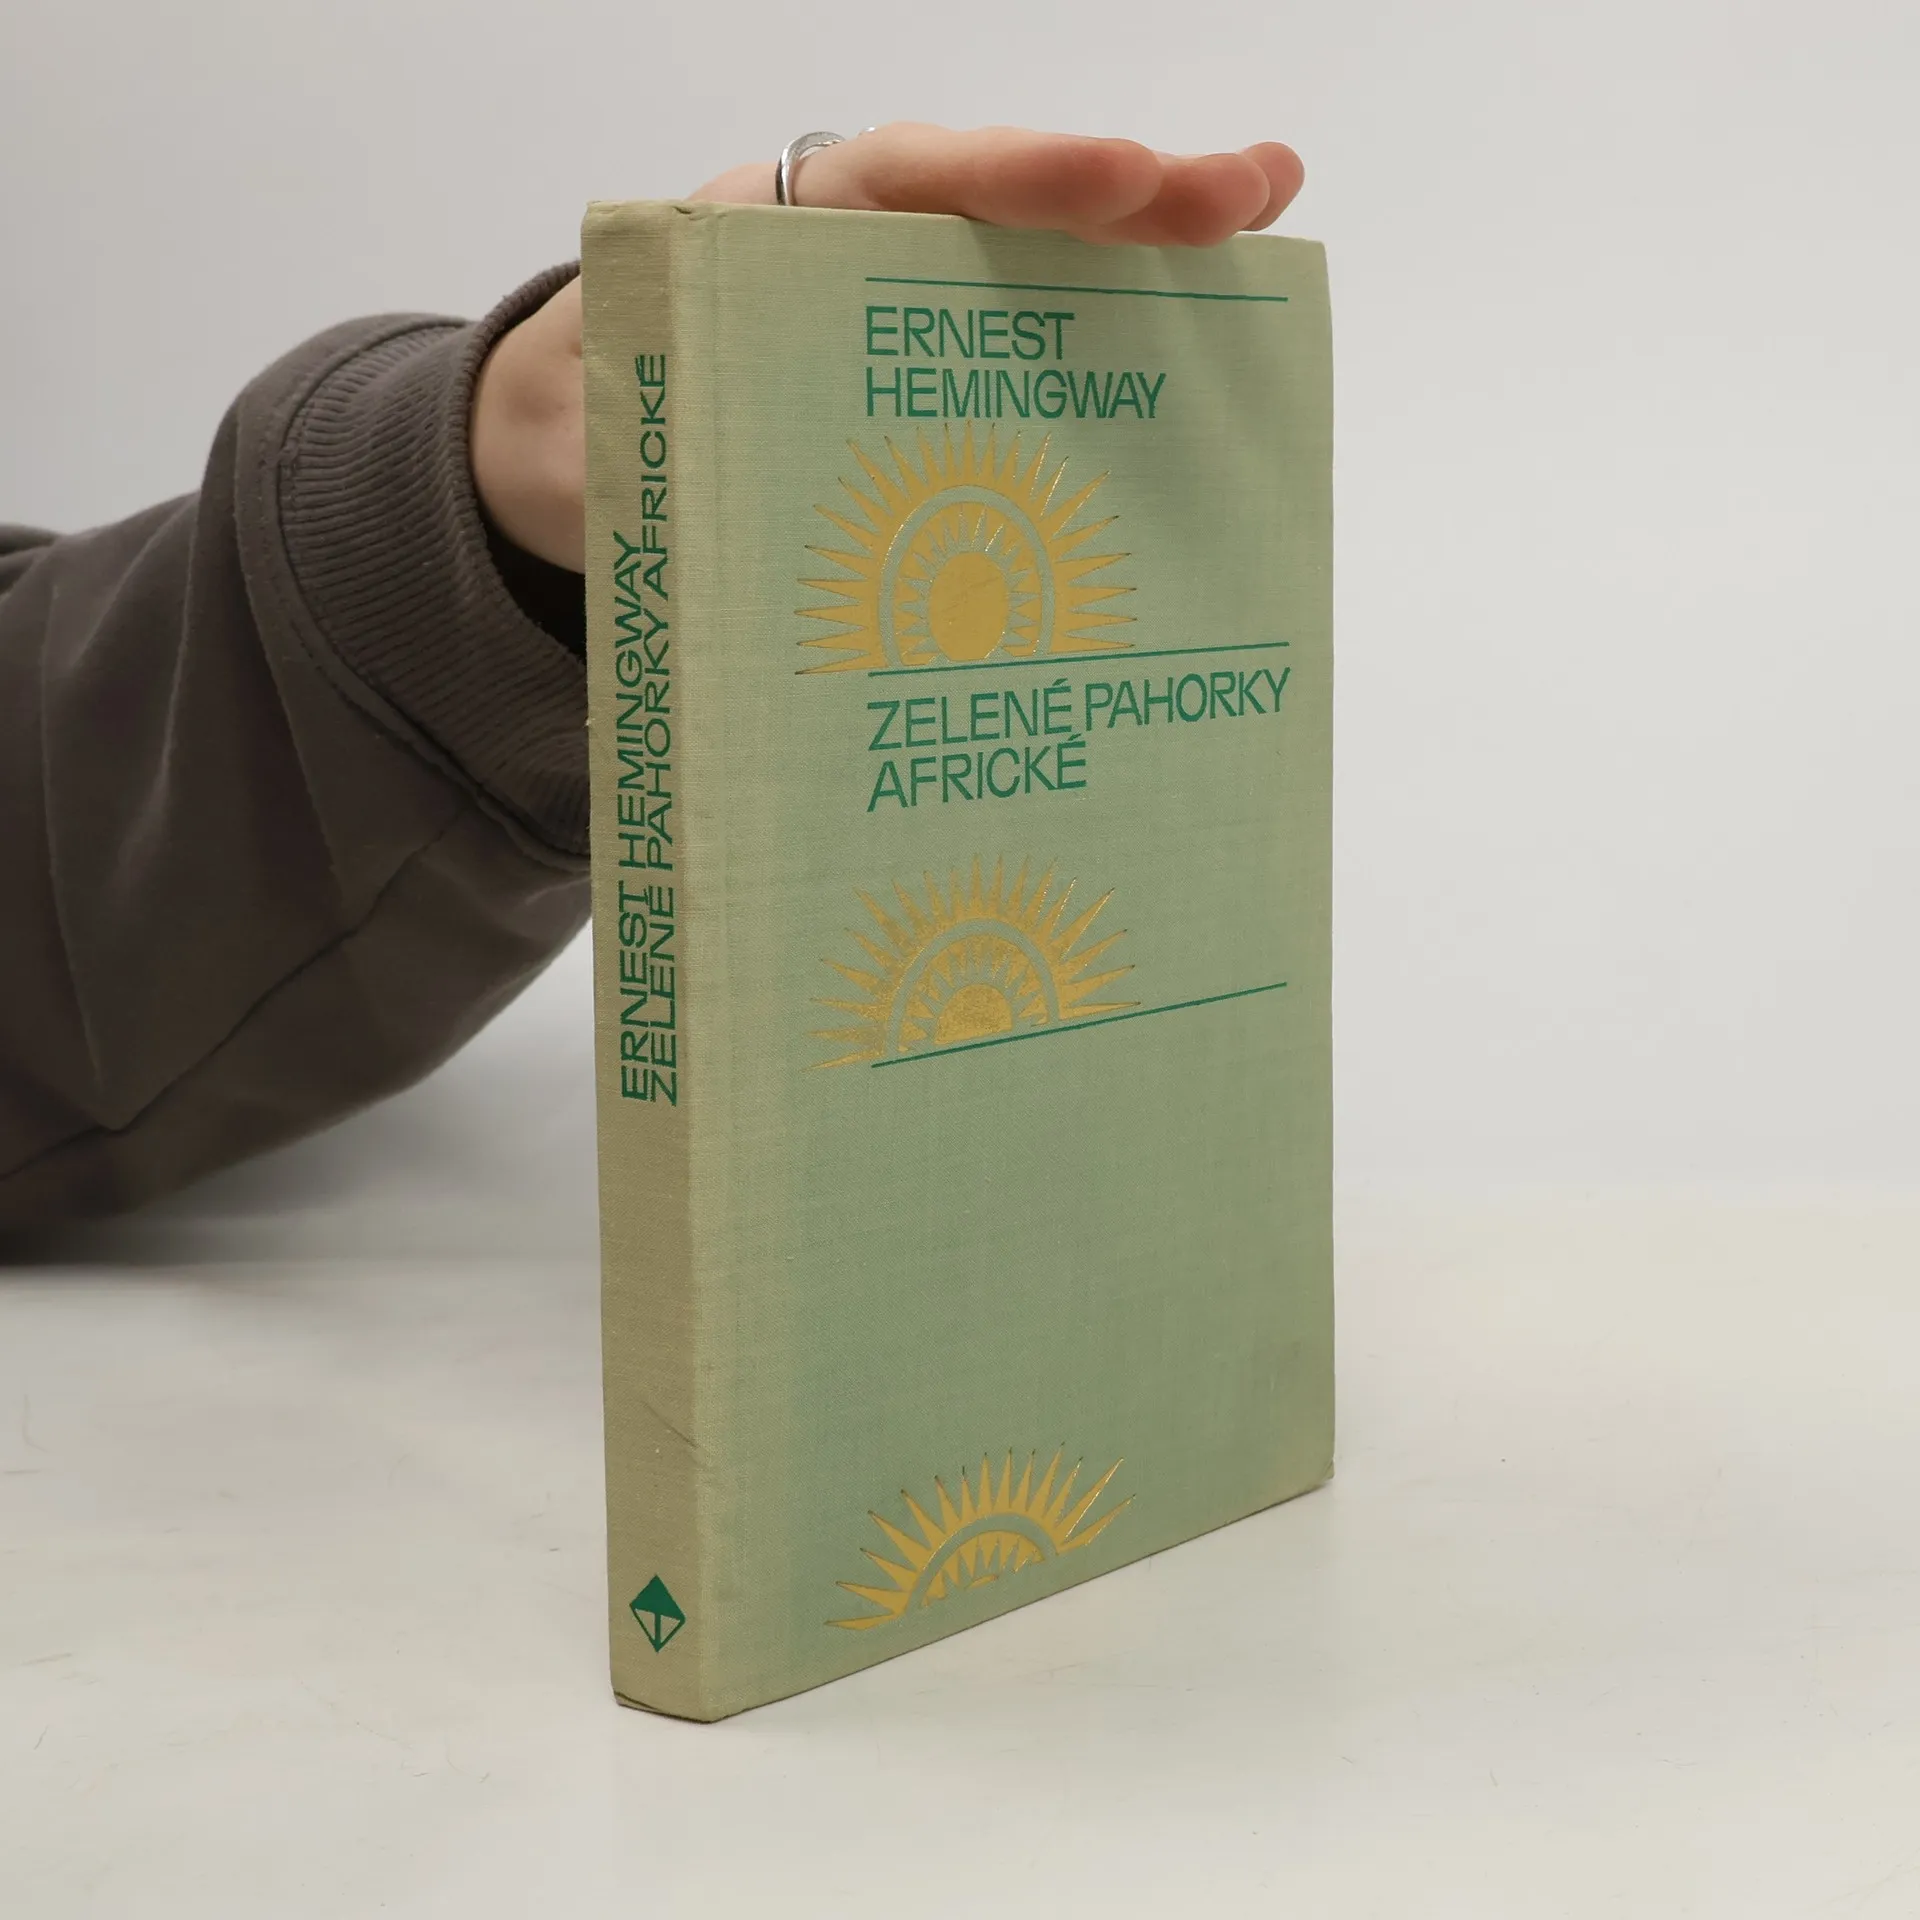 ERNEST
HEMINGWAY
ZELENÉ PAHORKY
AFRICKÉ
ERNEST HEMINGWAY
ZELENÉ PAHORKY AFRICKÉ